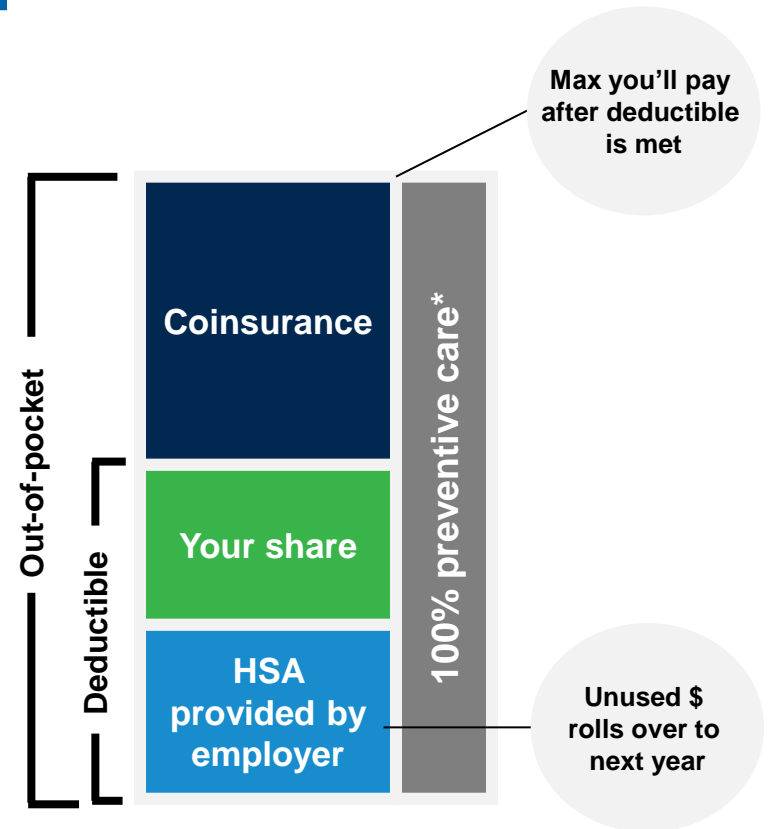 Max you'll pay
after deductible
is met
Out-of-pocket
Deductible
Coinsurance
Your share
HSA
provided by
employer
100% preventive care*
Unused $
rolls over to
next year